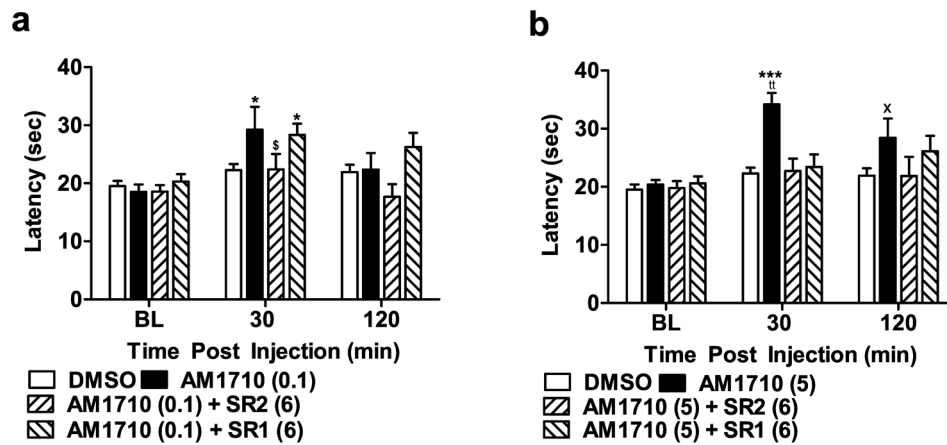 a
40
30
20
10
0
Latency (sec)
*
$
*
BL 30 120
Time Post Injection (min)
DMSO AM1710 (0.1)
AM1710 (0.1) + SR2 (6)
AM1710 (0.1) + SR1 (6)
b
40
30
20
10
0
Latency (sec)
***
tt
x
BL 30 120
Time Post Injection (min)
DMSO AM1710 (5)
AM1710 (5) + SR2 (6)
AM1710 (5) + SR1 (6)